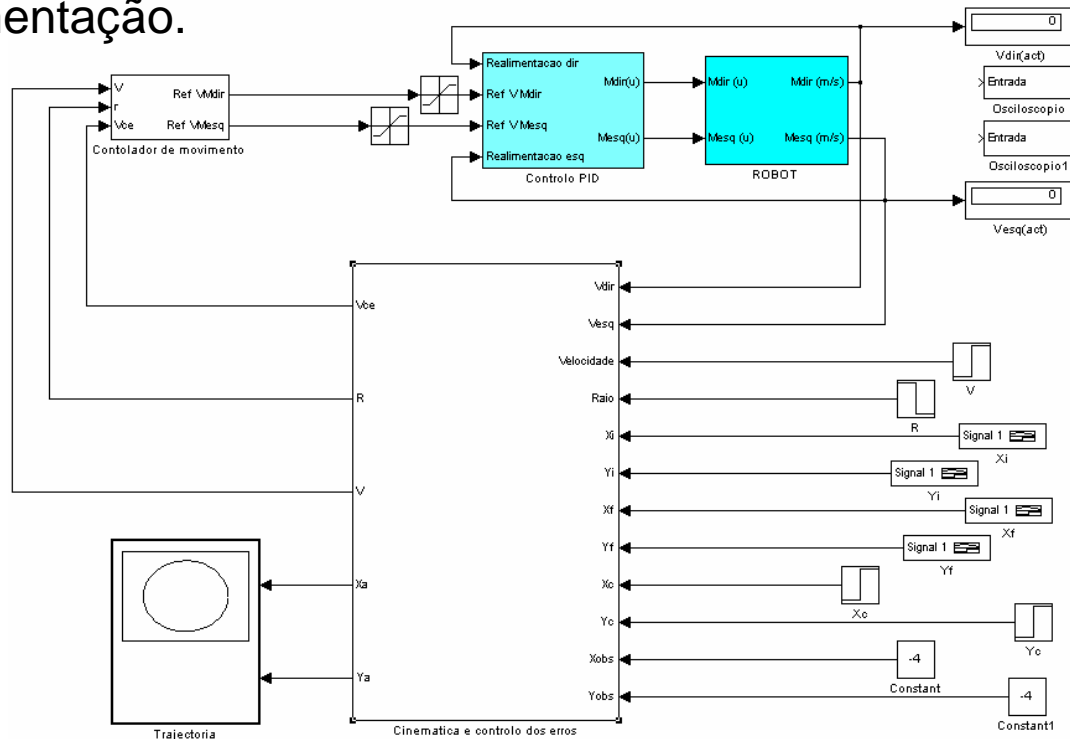 nentação.
0
Vdir(act)
Entrada
Osciloscopio
Entrada
Osciloscopio1
0
Vesq(act)
V
r
Vce
Ref VMdir
Ref VMesq
Contolador de movimento
Realimentacao dir
Ref VMdir
Ref VMesq
Realimentacao esq
Mdir(u)
Mesq(u)
Controlo PID
Mdir (u)
Mesq (u)
Mdir (m/s)
Mesq (m/s)
ROBOT
Vce
R
V
Xa
Ya
Vdir
Vesq
Velocidade
Raio
Xi
Yi
Xf
Yf
Xc
Yc
Xobs
Yobs
Cinematica e controlo dos erros
V
R
Signal 1
Xi
Signal 1
Yi
Signal 1
Xf
Signal 1
Yf
Xc
Yc
-4
Constant
-4
Constant1
Trajectoria